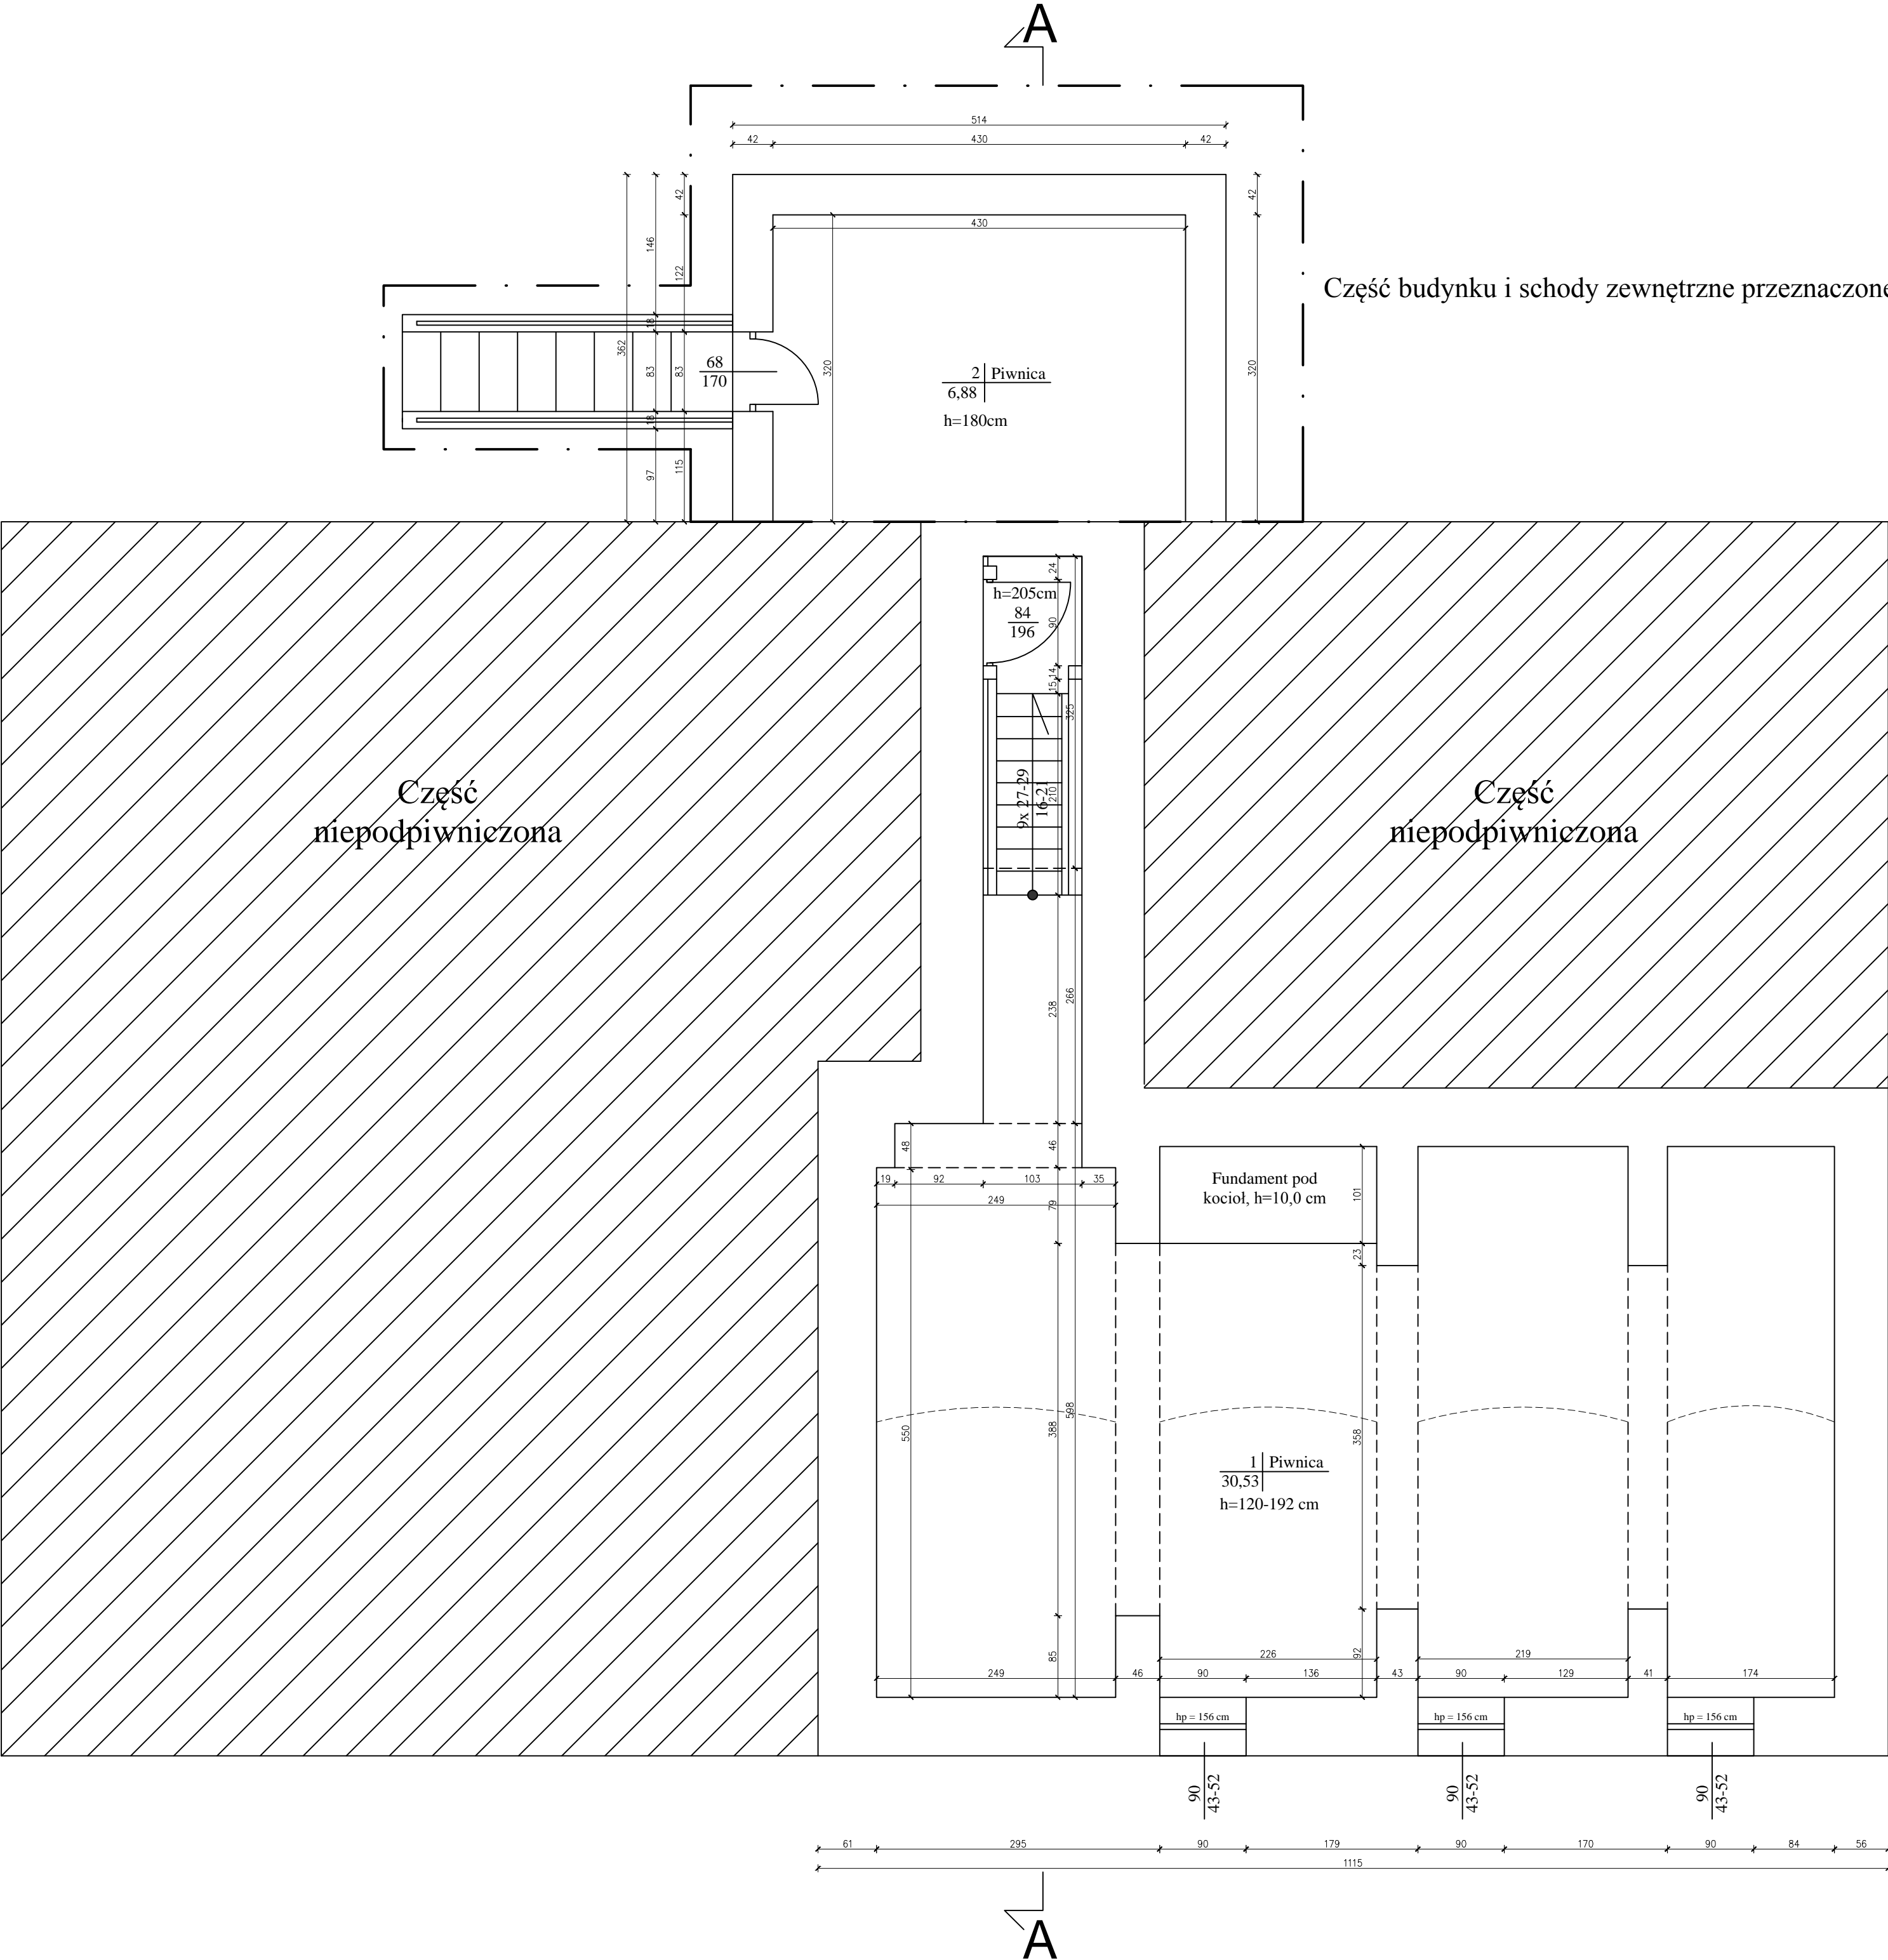 A
514
42 430 42
42
146
122
430
42
Część budynku i schody zewnętrzne przeznaczone
18
362
83
83
68
170
320
2 Piwnica
6,88
h=180cm
320
18
97
115
24
h=205cm
84
196
90
14
15
325
Część
niepodpiwniczona
9x 27-29
16-21
210
Część
niepodpiwniczona
238
266
48
46
19 92 103 35
249
79
Fundament pod
kocioł, h=10,0 cm
101
23
550
598
388
358
1 Piwnica
30,53
h=120-192 cm
85
92
226
219
249 46 90 136 43 90 129 41 174
hp = 156 cm
hp = 156 cm
hp = 156 cm
90
43-52
90
43-52
90
43-52
61 295 90 179 90 170 90 84 56
1115
A